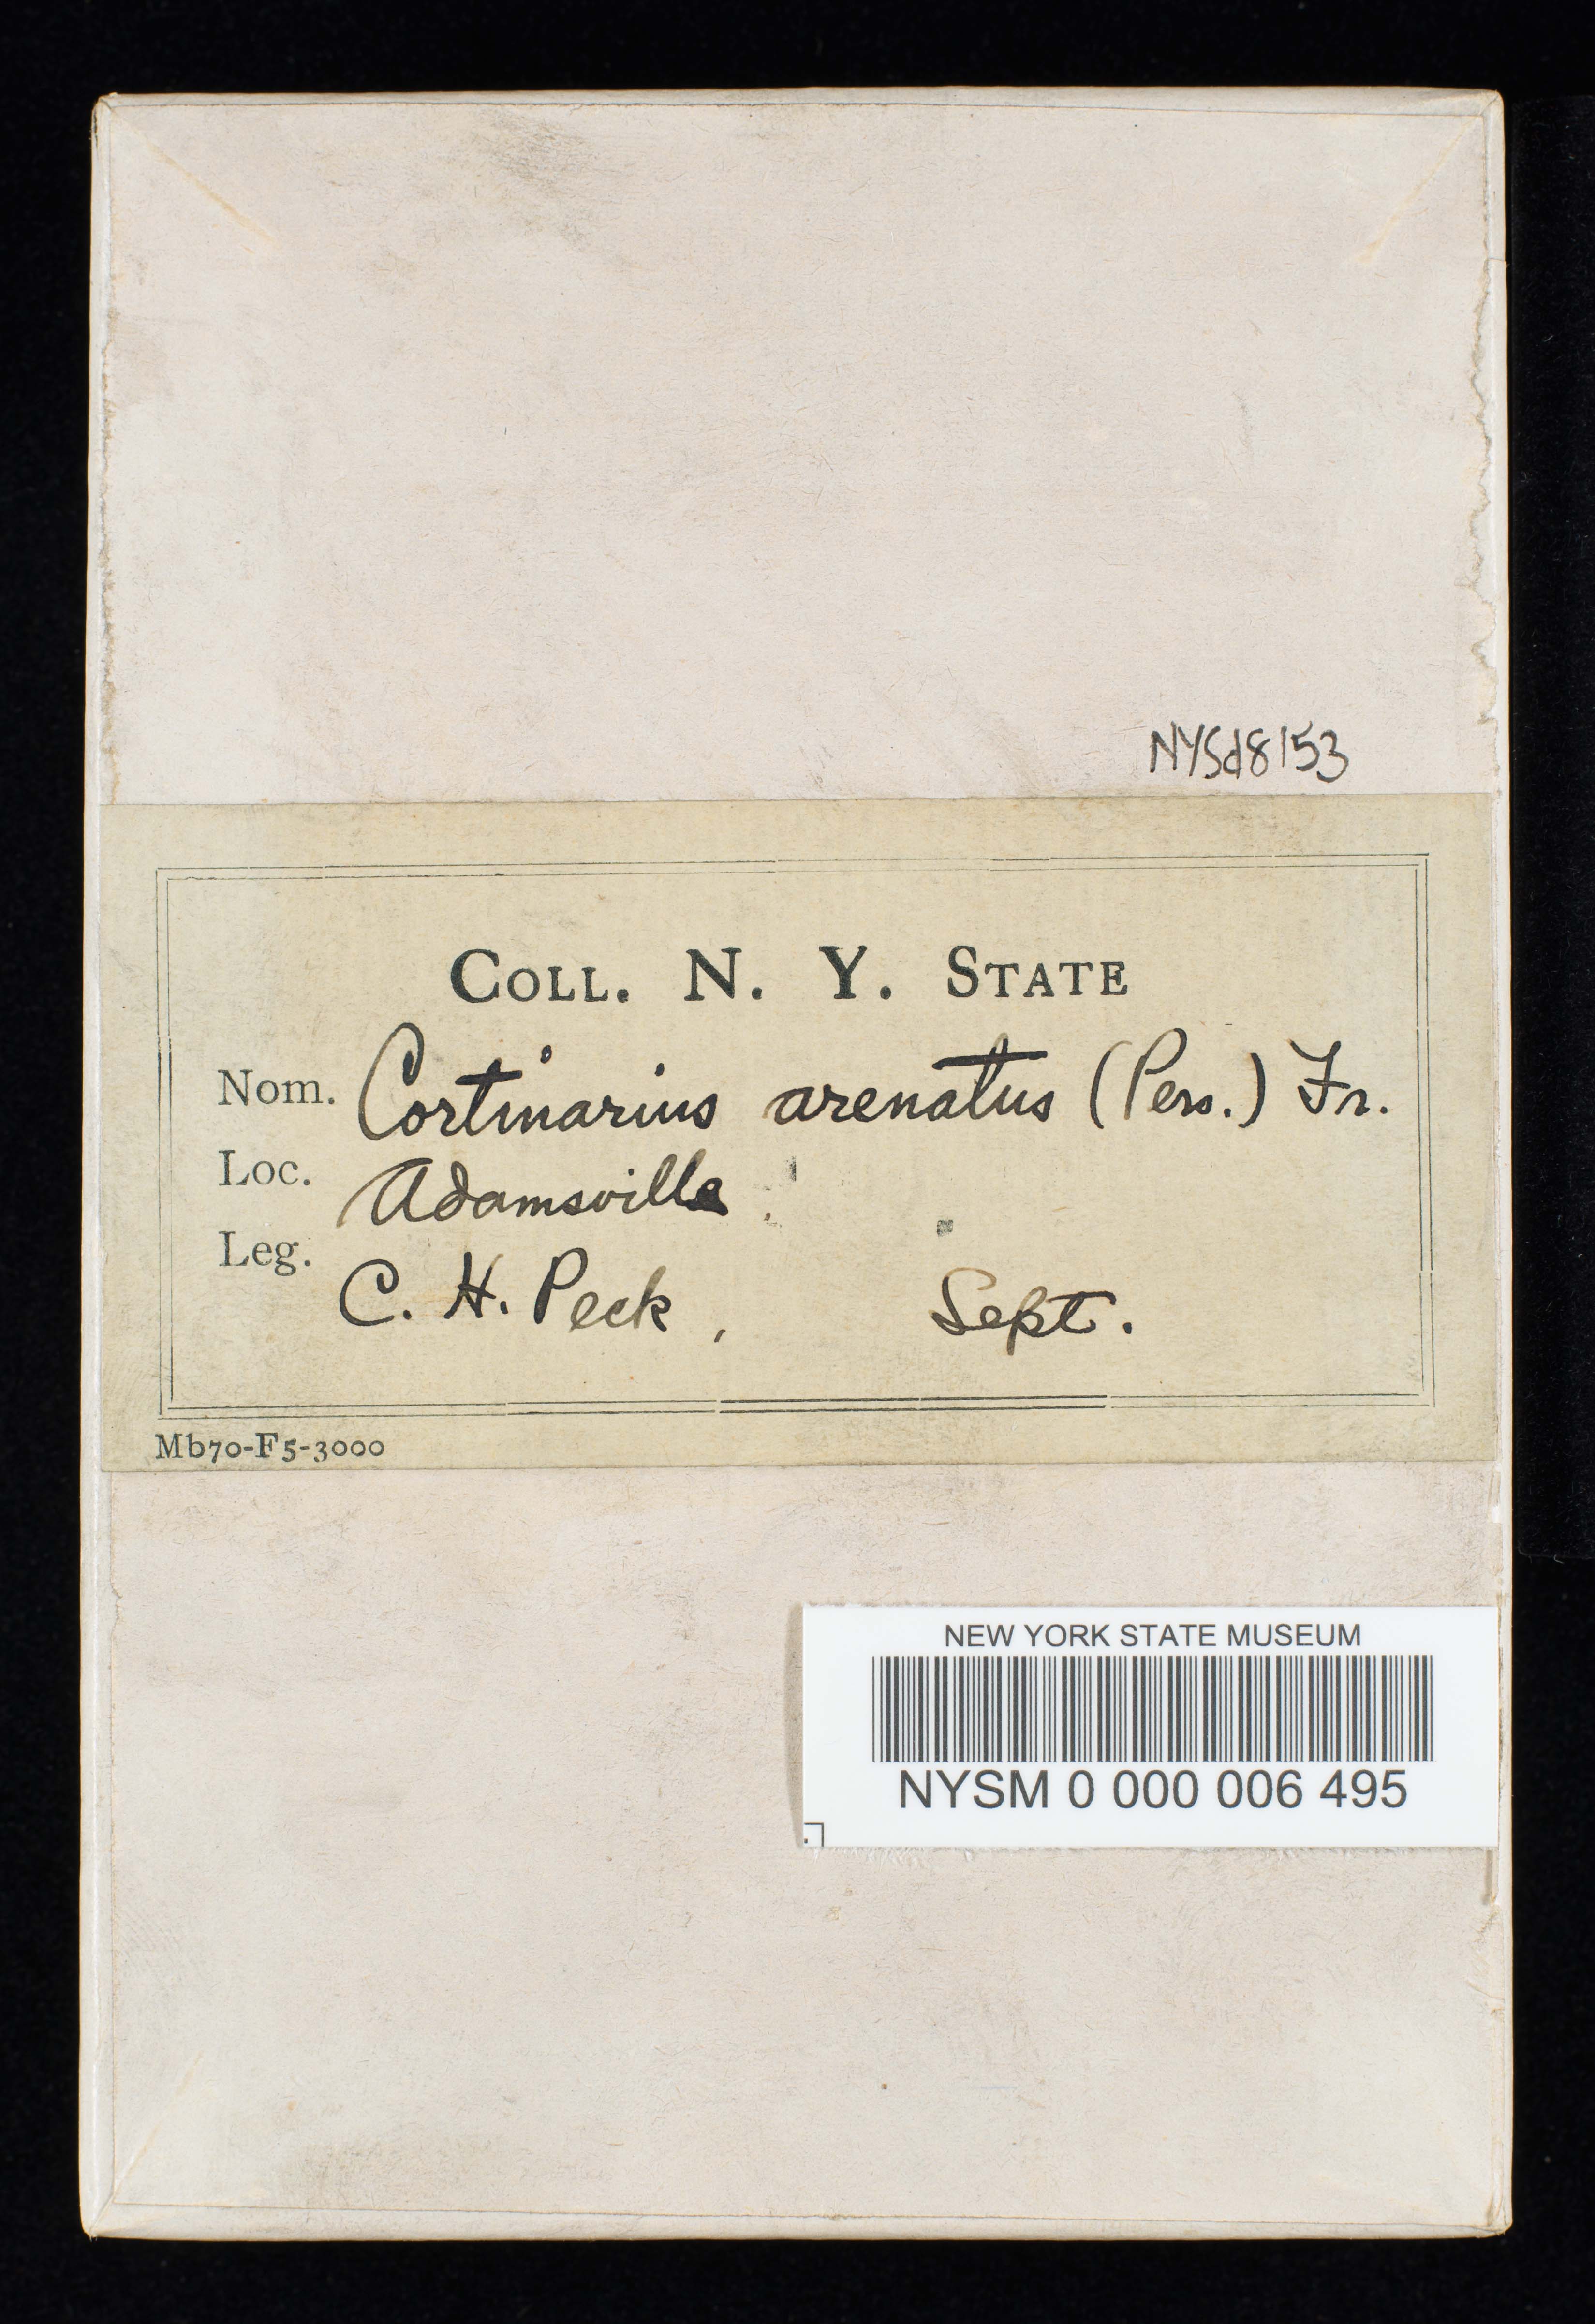 NYSd8153
COLL. N. Y. STATE
Nom. Cortinarius arenatus (Pers.) Fr.
Loc. Adamsville.
Leg. C. H. Peck, Sept.
Mb70-F5-3000
NEW YORK STATE MUSEUM
NYSM 0 000 006 495